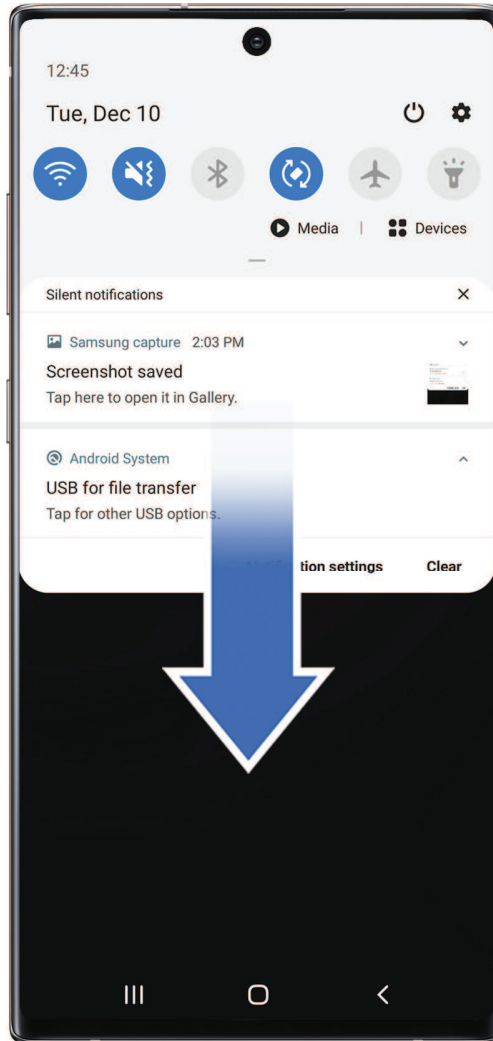 12:45
Tue, Dec 10
Media | Devices
Silent notifications
Samsung capture 2:03 PM
Screenshot saved
Tap here to open it in Gallery.
Android System
USB for file transfer
Tap for other USB options.
settings Clear